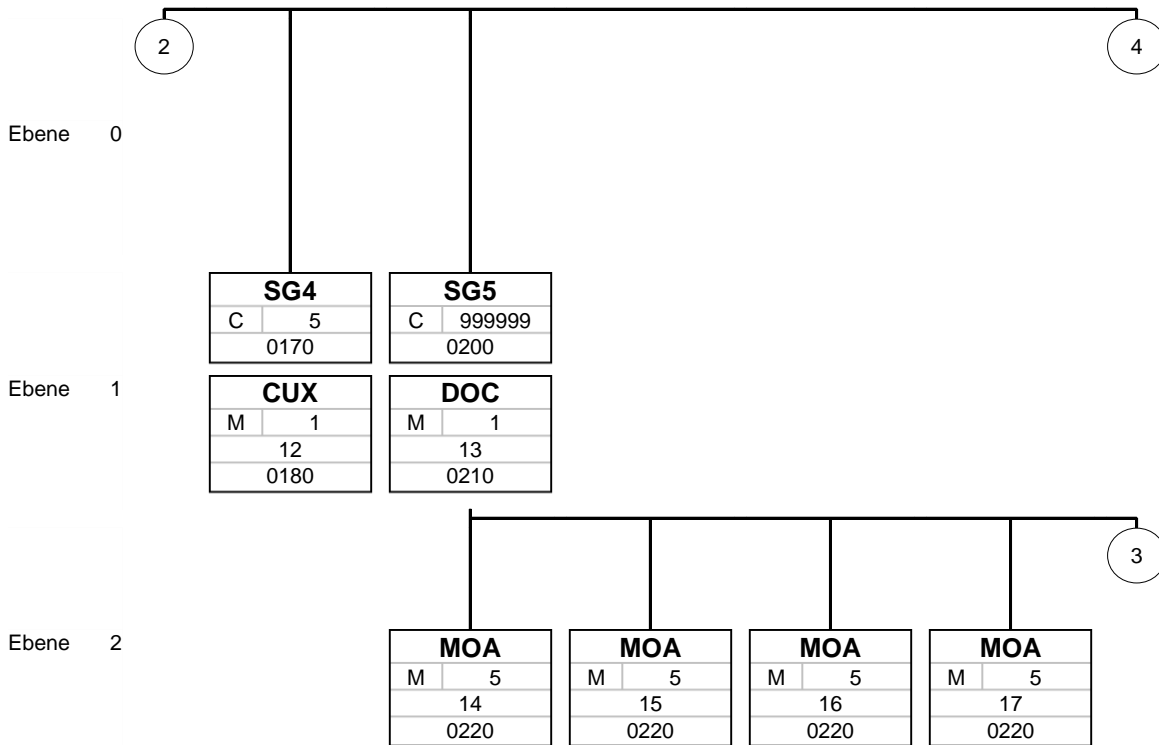 2 4
Ebene 0
SG4 SG5
C 5 C 999999
0170 0200
Ebene 1
CUX DOC
M 1 M 1
12 13
0180 0210
3
Ebene 2
MOA MOA MOA MOA
M 5 M 5 M 5 M 5
14 15 16 17
0220 0220 0220 0220